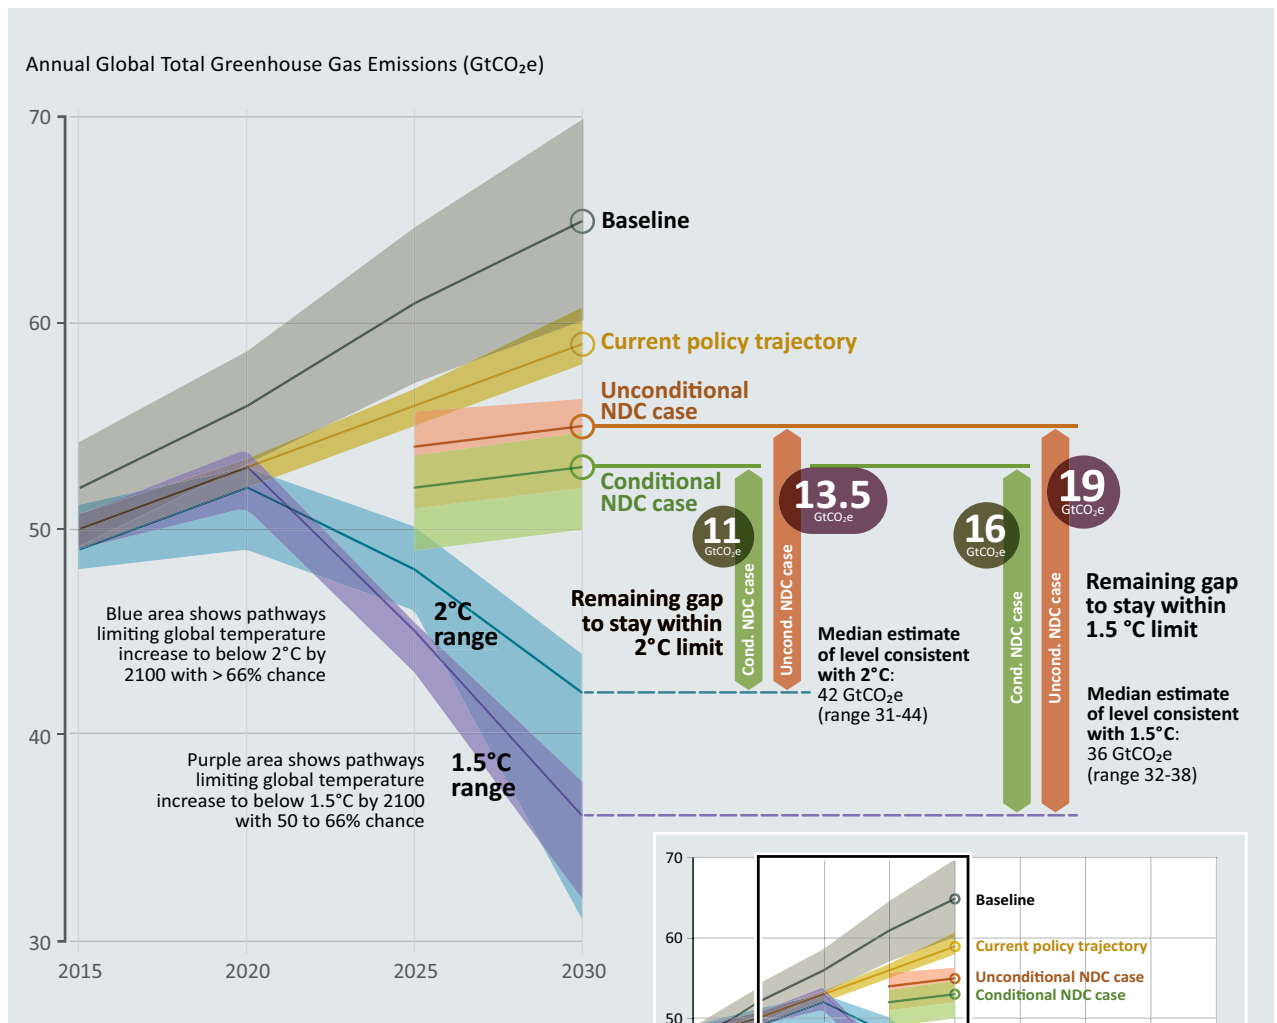 Annual Global Total Greenhouse Gas Emissions (GtCO₂e)
70
60
50
40
30
2015
2020
2025
2030
Baseline
Current policy trajectory
Unconditional
NDC case
Conditional
NDC case
11
GtCO₂e
13.5
GtCO₂e
16
GtCO₂e
19
GtCO₂e
Cond. NDC case
Uncond. NDC case
Cond. NDC case
Uncond. NDC case
Remaining gap
to stay within
2°C limit
Median estimate
of level consistent
with 2°C:
42 GtCO₂e
(range 31-44)
Remaining gap
to stay within
1.5 °C limit
Median estimate
of level consistent
with 1.5°C:
36 GtCO₂e
(range 32-38)
2°C
range
Blue area shows pathways
limiting global temperature
increase to below 2°C by
2100 with > 66% chance
1.5°C
range
Purple area shows pathways
limiting global temperature
increase to below 1.5°C by 2100
with 50 to 66% chance
70
60
50
Baseline
Current policy trajectory
Unconditional NDC case
Conditional NDC case